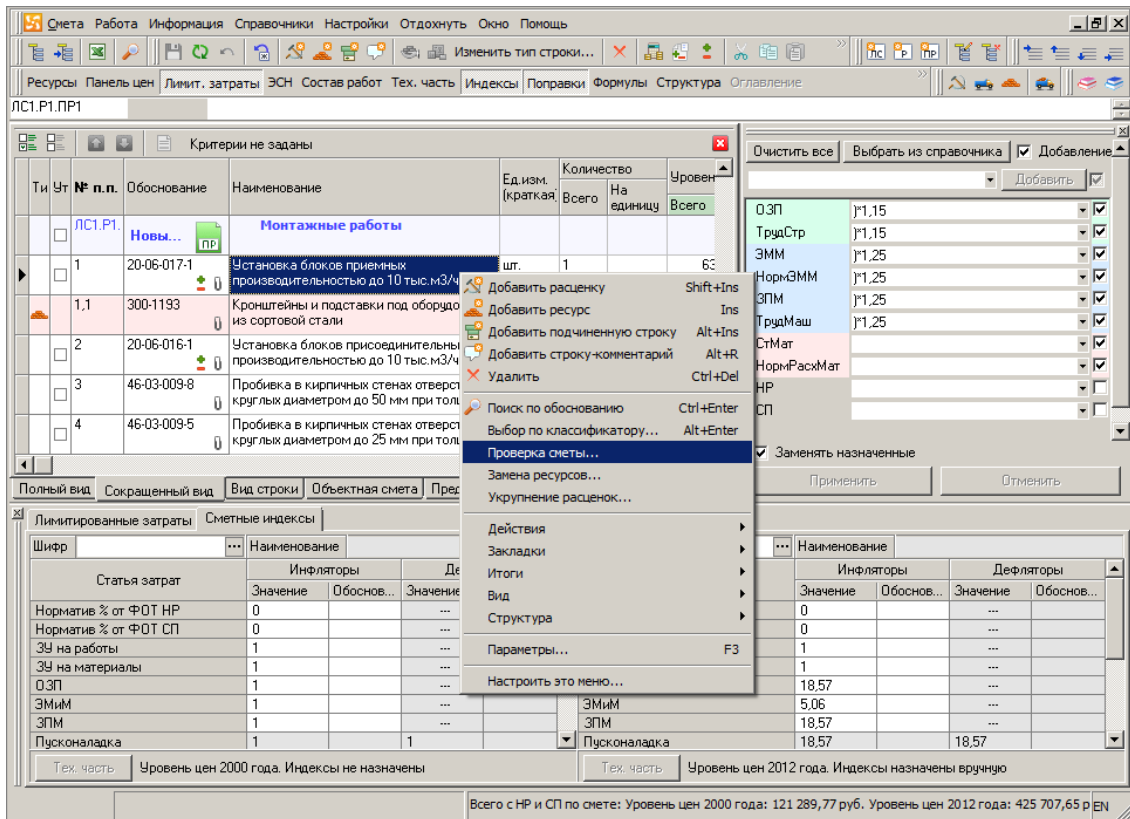 Смета Работа Информация Справочники Настройки Отдохнуть Окно Помощь
Изменить тип строки...
Ресурсы Панель цен Лимит. затраты ЭСН Состав работ Тех. часть Индексы Поправки Формулы Структура Оглавление
ЛС1.Р1.ПР1
Критерии не заданы
Очистить все Выбрать из справочника Добавление
Добавить
Ти Ут № п.п. Обоснование Наименование Ед.изм. (краткая) Количество Всего На единицу Уровен Всего
ЛС1.Р1. Новы... ПР Монтажные работы
1 20-06-017-1 Установка блоков приемных шт. 1 63
производительностью до 10 тыс.м3/ч
1,1 300-1193 Кронштейны и подставки под оборудо
из сортовой стали
2 20-06-016-1 Установка блоков присоединительны
производительностью до 10 тыс.м3/ч
3 46-03-009-8 Пробивка в кирпичных стенах отверст
круглых диаметром до 50 мм при тол
4 46-03-009-5 Пробивка в кирпичных стенах отверст
круглых диаметром до 25 мм при тол
ОЗП )*1,15
ТрудСтр )*1,15
ЭММ )*1,25
НормЭММ )*1,25
ЗПМ )*1,25
ТрудМаш )*1,25
СтМат
НормРасхМат
НР
СП
Заменять назначенные
Применить Отменить
Добавить расценку Shift+Ins
Добавить ресурс Ins
Добавить подчиненную строку Alt+Ins
Добавить строку-комментарий Alt+R
Удалить Ctrl+Del
Поиск по обоснованию Ctrl+Enter
Выбор по классификатору... Alt+Enter
Проверка сметы...
Замена ресурсов...
Укрупнение расценок...
Действия
Закладки
Итоги
Вид
Структура
Параметры... F3
Настроить это меню...
Полный вид Сокращенный вид Вид строки Объектная смета Пред
Лимитированные затраты Сметные индексы
Шифр ... Наименование ... Наименование
Статья затрат Инфляторы Де Инфляторы Дефляторы
Значение Обоснов... Значение Значение Обоснов... Значение Обоснов...
Норматив % от ФОТ НР 0 --- 0 ---
Норматив % от ФОТ СП 0 --- 0 ---
ЗУ на работы 1 --- 1 ---
ЗУ на материалы 1 --- 1 ---
ОЗП 1 --- 18,57 ---
ЭМиМ 1 --- ЭМиМ 5,06 ---
ЗПМ 1 --- ЗПМ 18,57 ---
Пусконаладка 1 1 Пусконаладка 18,57 18,57
Тех. часть Уровень цен 2000 года. Индексы не назначены Тех. часть Уровень цен 2012 года. Индексы назначены вручную
Всего с НР и СП по смете: Уровень цен 2000 года: 121 289,77 руб. Уровень цен 2012 года: 425 707,65 р EN